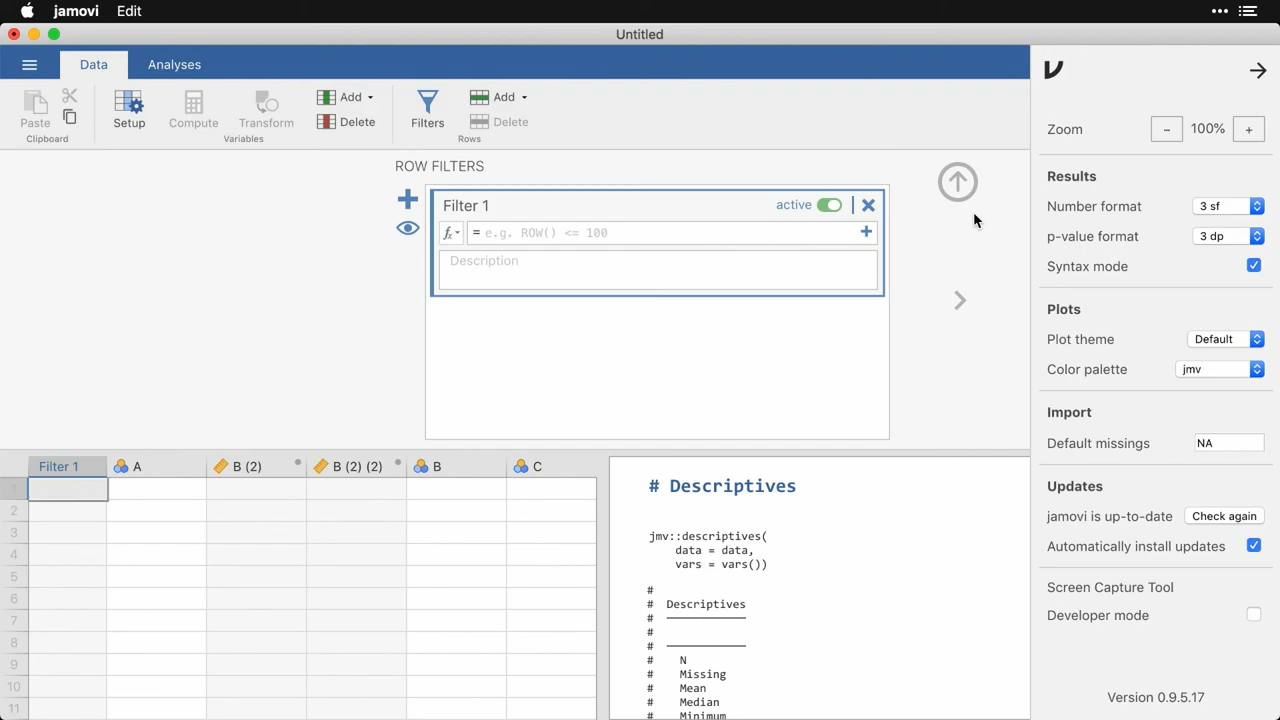 jamovi Edit
Untitled
Data Analyses
Zoom - 100% +
Paste Setup Compute Transform Add Delete Filters Add Delete
Clipboard Variables Rows
ROW FILTERS
Filter 1 active
fx = e.g. ROW() <= 100
Description
Results
Number format 3 sf
p-value format 3 dp
Syntax mode
Plots
Plot theme Default
Color palette jmv
Import
Default missings NA
Updates
jamovi is up-to-date Check again
Automatically install updates
Screen Capture Tool
Developer mode
Version 0.9.5.17
Filter 1 A B (2) B (2) (2) B C
1
2
3
4
5
6
7
8
9
10
11
# Descriptives
jmv::descriptives(
data = data,
vars = vars())
#
# Descriptives
#
#
#
# N
# Missing
# Mean
# Median
# Minimum